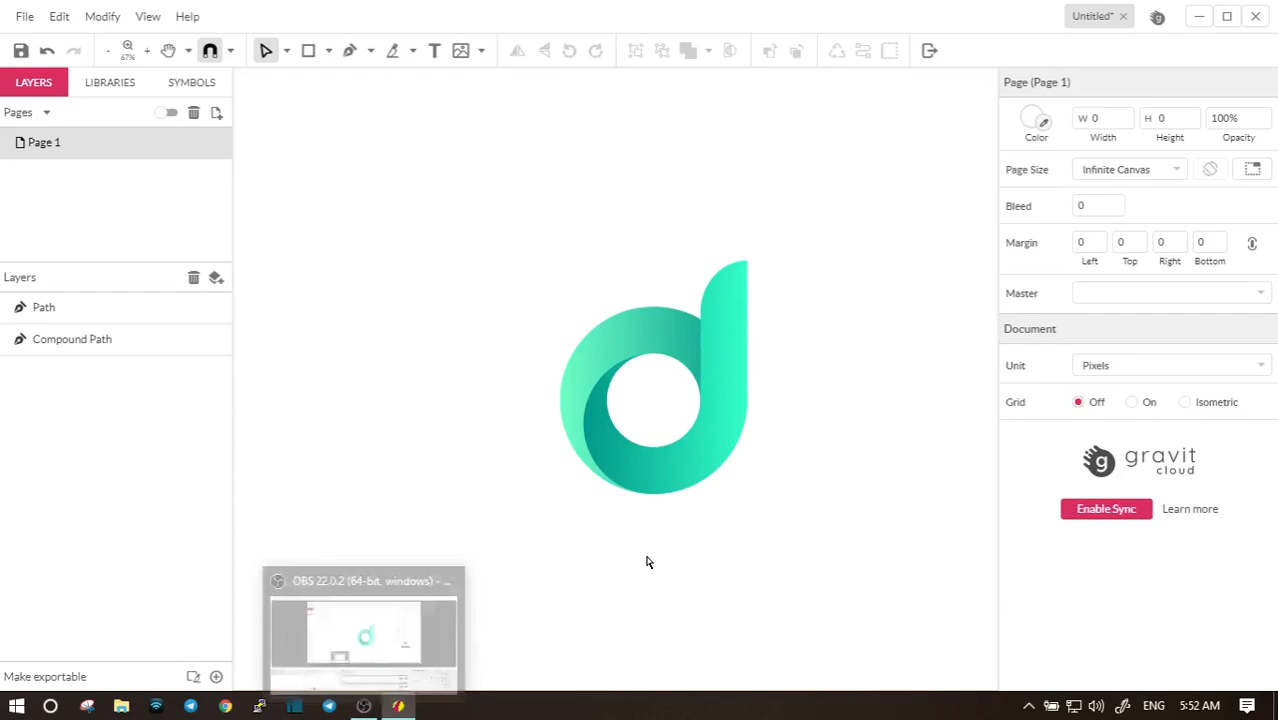 File Edit Modify View Help
Untitled*
67%
LAYERS LIBRARIES SYMBOLS
Pages
Page 1
Layers
Path
Compound Path
Make exportable
Page (Page 1)
W 0 H 0 100%
Color Width Height Opacity
Page Size Infinite Canvas
Bleed 0
Margin 0 0 0 0
Left Top Right Bottom
Master
Document
Unit Pixels
Grid Off On Isometric
gravit
cloud
Enable Sync Learn more
OBS 22.0.2 (64-bit, windows) - ...
ENG 5:52 AM